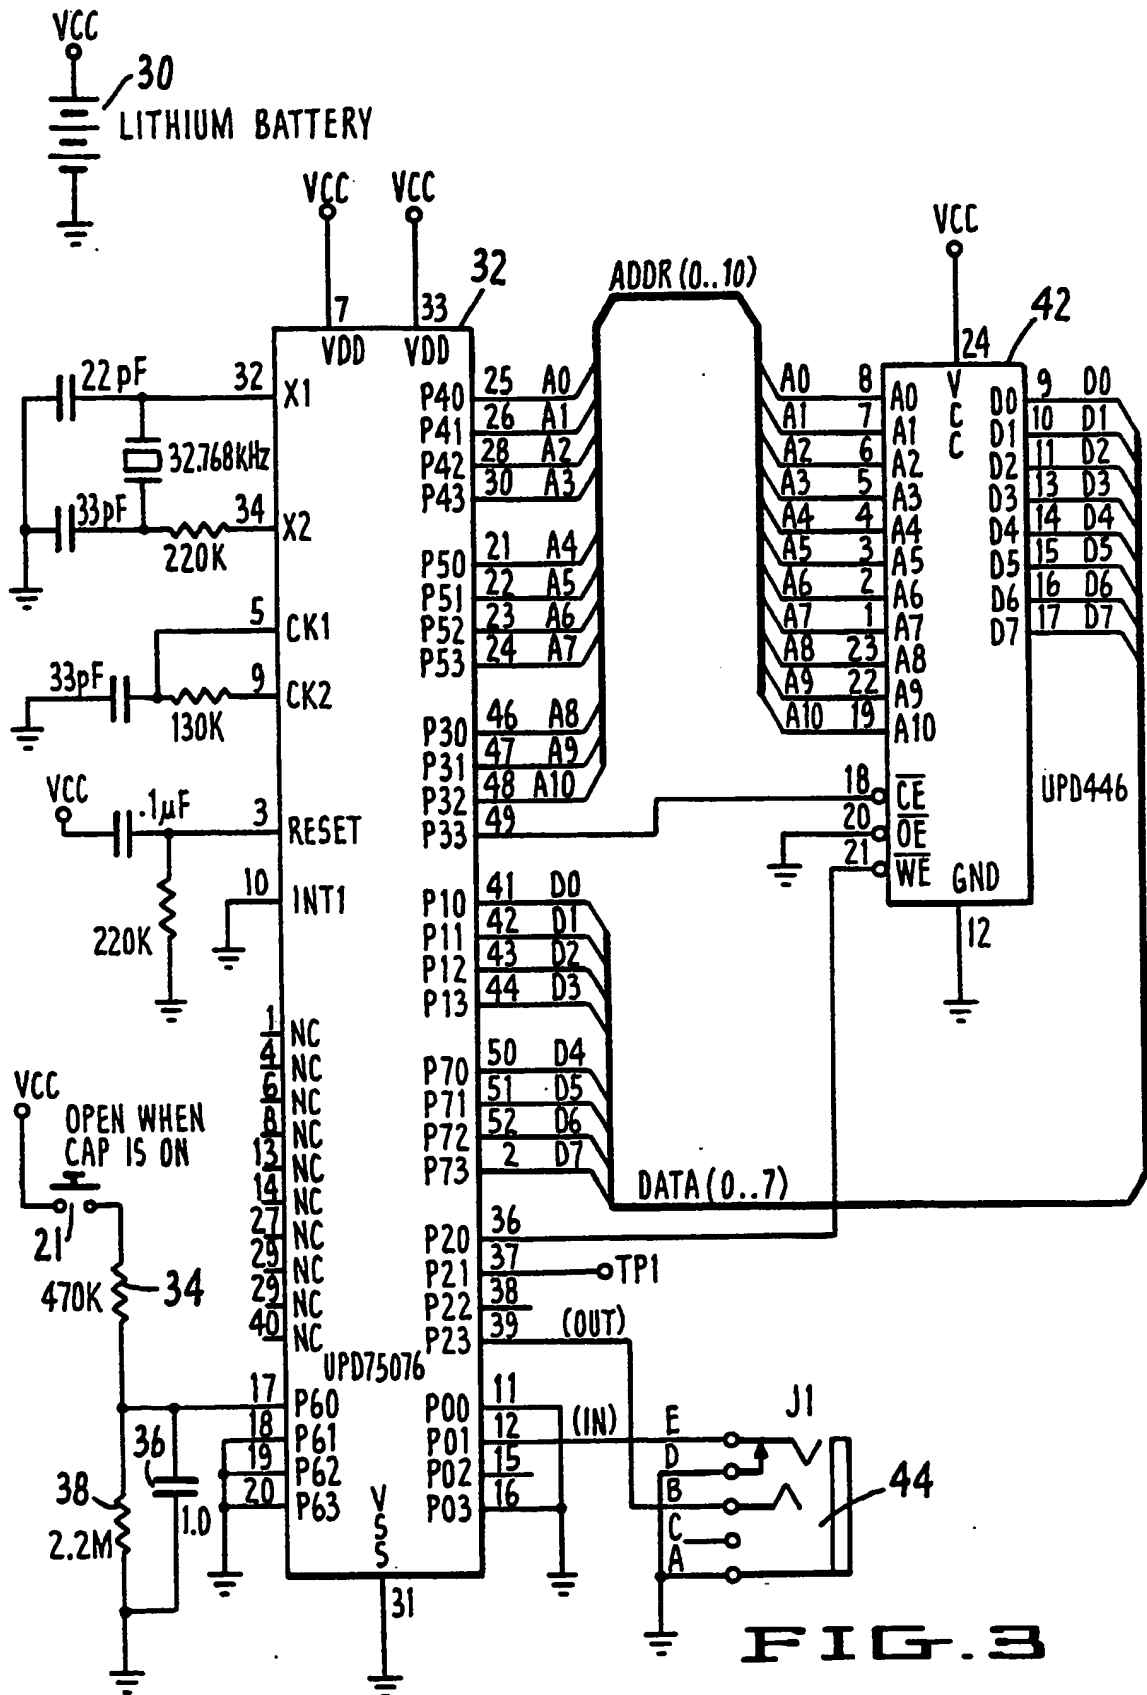 VCC
30
LITHIUM BATTERY
VCC VCC
7 33 32
VDD VDD
22pF 32 X1
32.768KHz
33pF 34 X2
220K
5 CK1
33pF 9 CK2
130K
VCC .1µF 3 RESET
10 INT1
220K
1 NC
4 NC
6 NC
8 NC
13 NC
14 NC
27 NC
29 NC
29 NC
40 NC
VCC
OPEN WHEN
CAP IS ON
21
470K 34
UPD75076
17 P60
18 P61
19 P62
20 P63
36
38
1.0
2.2M
VSS
31
P40 25 A0
P41 26 A1
P42 28 A2
P43 30 A3
P50 21 A4
P51 22 A5
P52 23 A6
P53 24 A7
P30 46 A8
P31 47 A9
P32 48 A10
P33 49
P10 41 D0
P11 42 D1
P12 43 D2
P13 44 D3
P70 50 D4
P71 51 D5
P72 52 D6
P73 2 D7
P20 36
P21 37 TP1
P22 38
P23 39 (OUT)
P00 11
P01 12 (IN)
P02 15
P03 16
ADDR (0..10)
DATA (0..7)
VCC
24 42
VCC
A0 8 A0
A1 7 A1
A2 6 A2
A3 5 A3
A4 4 A4
A5 3 A5
A6 2 A6
A7 1 A7
A8 23 A8
A9 22 A9
A10 19 A10
18 CE
20 OE
21 WE
D0 9 D0
D1 10 D1
D2 11 D2
D3 13 D3
D4 14 D4
D5 15 D5
D6 16 D6
D7 17 D7
UPD446
GND
12
J1
E
D
B
C
A
44
FIG. 3